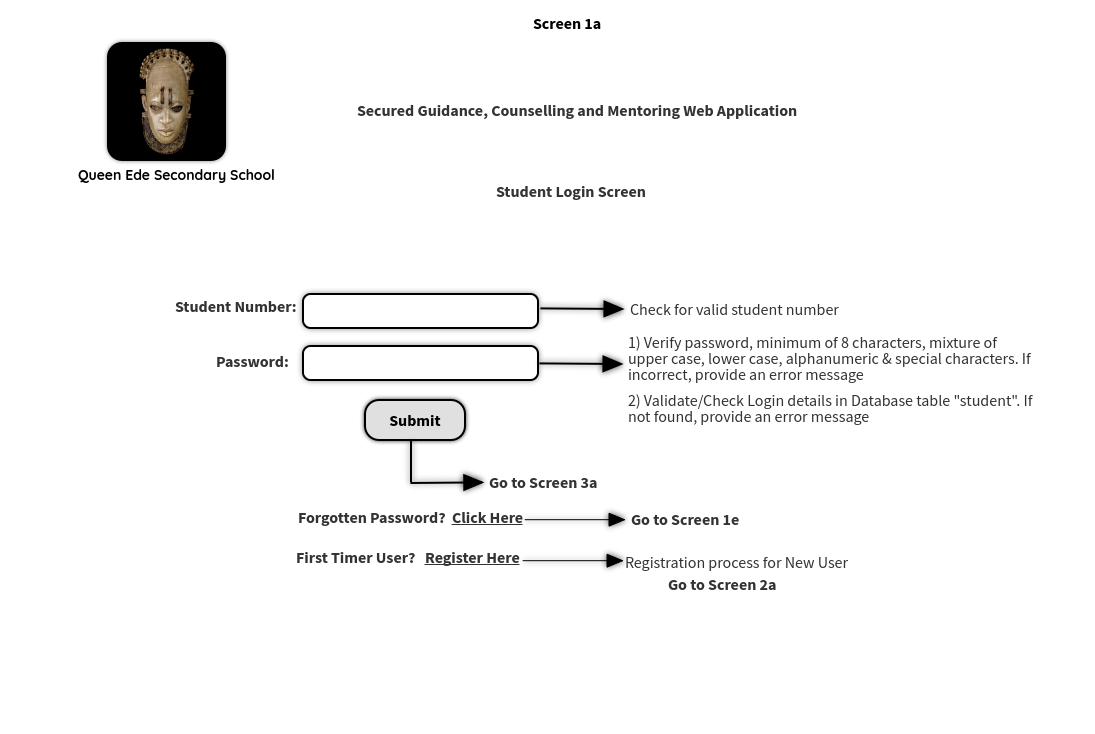 Screen 1a
Secured Guidance, Counselling and Mentoring Web Application
Queen Ede Secondary School
Student Login Screen
Student Number:
Check for valid student number
Password:
1) Verify password, minimum of 8 characters, mixture of
upper case, lower case, alphanumeric & special characters. If
incorrect, provide an error message
2) Validate/Check Login details in Database table "student". If
not found, provide an error message
Submit
Go to Screen 3a
Forgotten Password? Click Here
Go to Screen 1e
First Timer User? Register Here
Registration process for New User
Go to Screen 2a